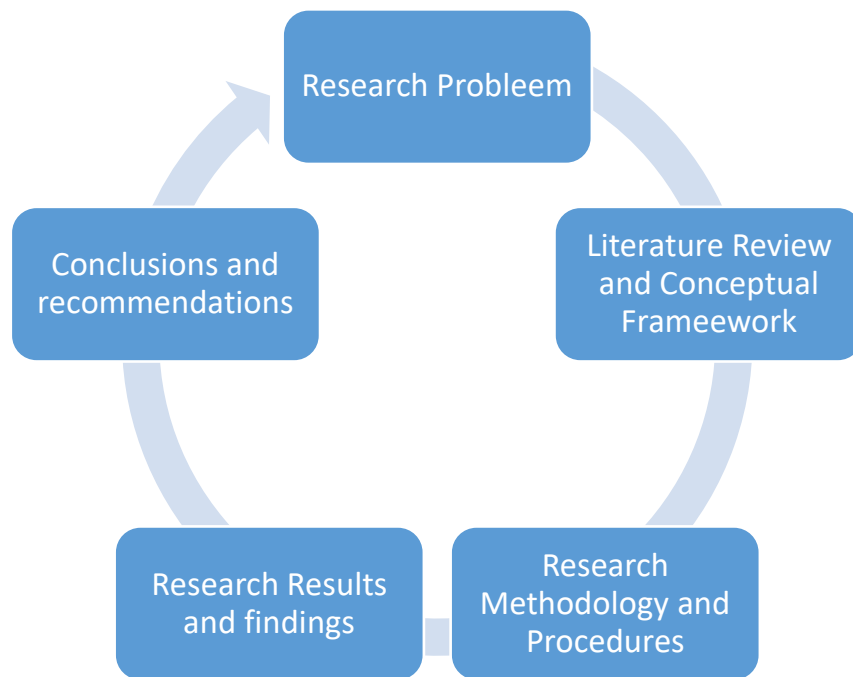 Research Probleem
Literature Review
and Conceptual
Frameework
Research
Methodology and
Procedures
Research Results
and findings
Conclusions and
recommendations